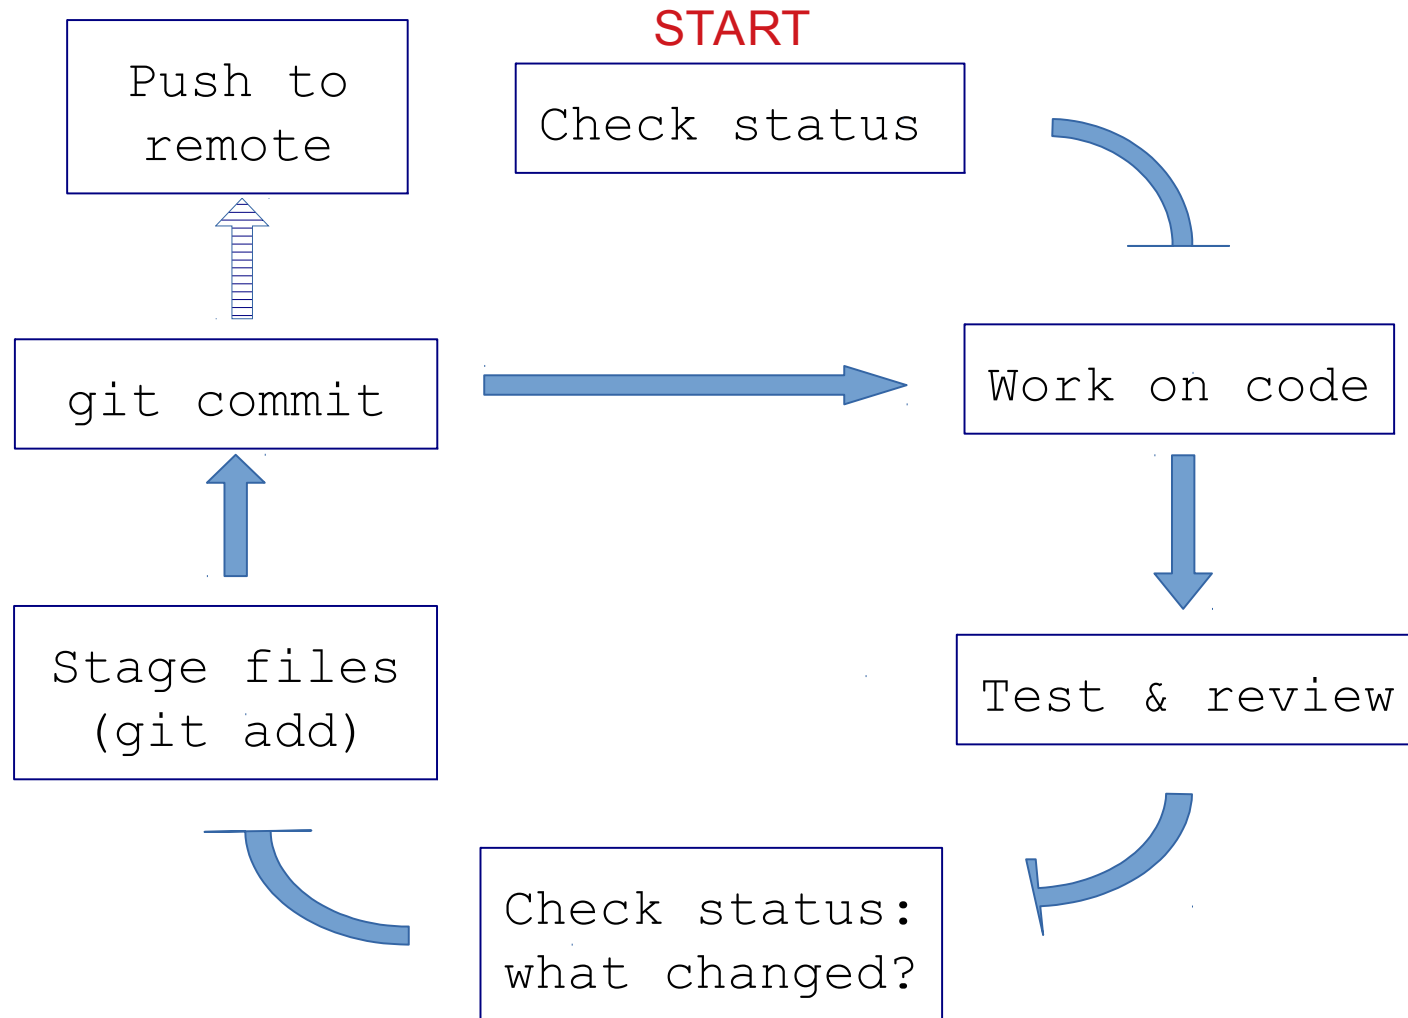 START
Push to
remote
Check status
git commit
Work on code
Stage files
(git add)
Test & review
Check status:
what changed?